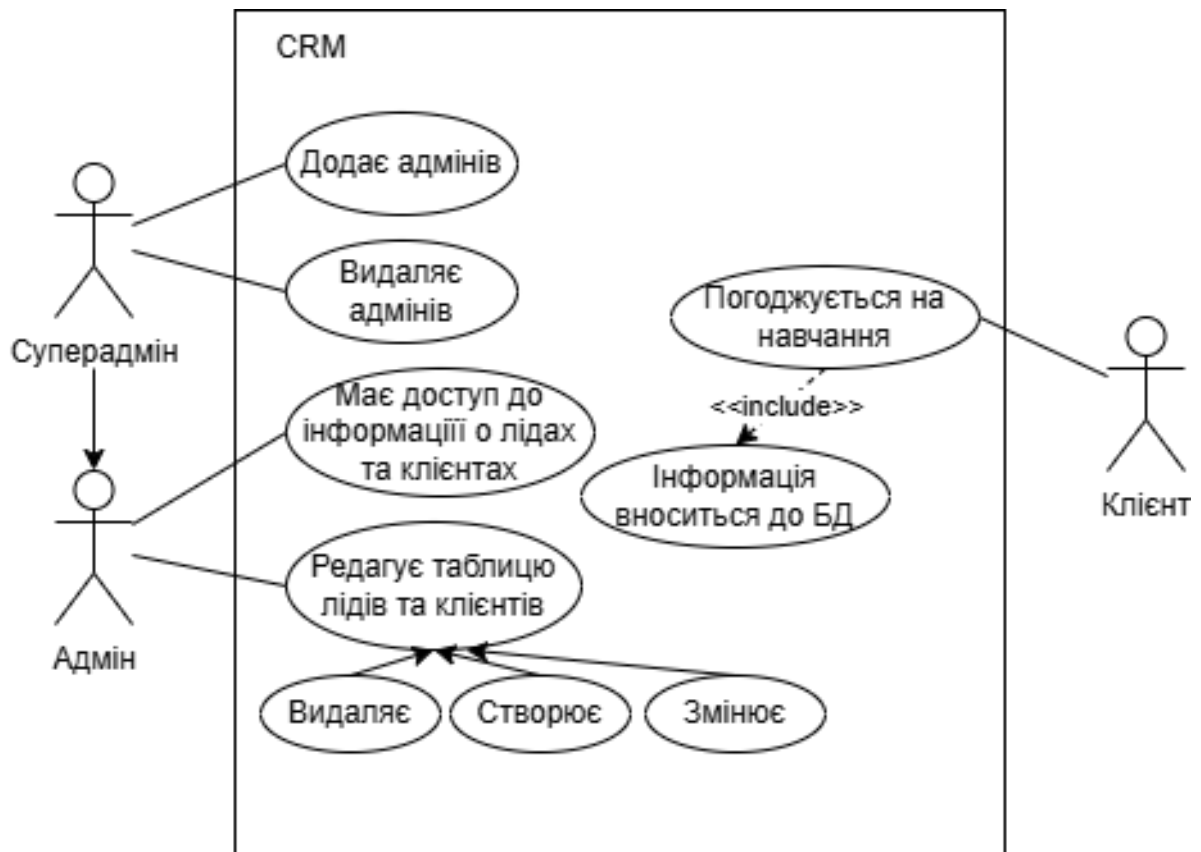 CRM
Додає адмінів
Видаляє
адмінів
Суперадмін
Погоджується на
навчання
Має доступ до
інформаціїї о лідах
та клієнтах
<<include>>
Інформація
вноситься до БД
Клієнт
Редагує таблицю
лідів та клієнтів
Адмін
Видаляє
Створює
Змінює